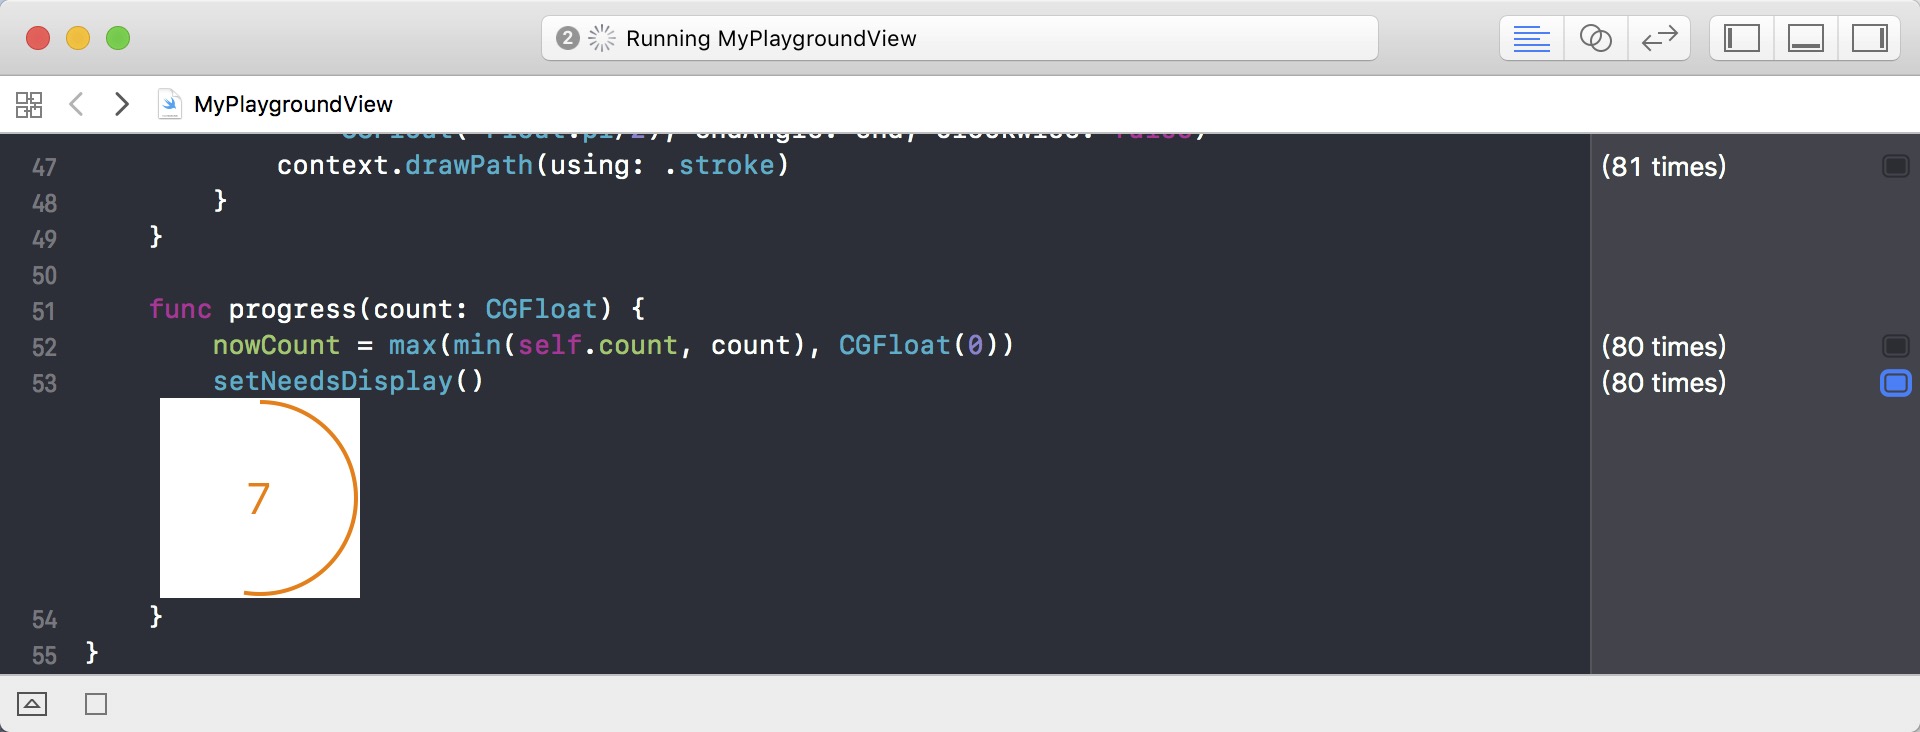 2 Running MyPlaygroundView
MyPlaygroundView
47 context.drawPath(using: .stroke) (81 times)
48 }
49 }
50
51 func progress(count: CGFloat) {
52 nowCount = max(min(self.count, count), CGFloat(0)) (80 times)
53 setNeedsDisplay() (80 times)
7
54 }
55 }